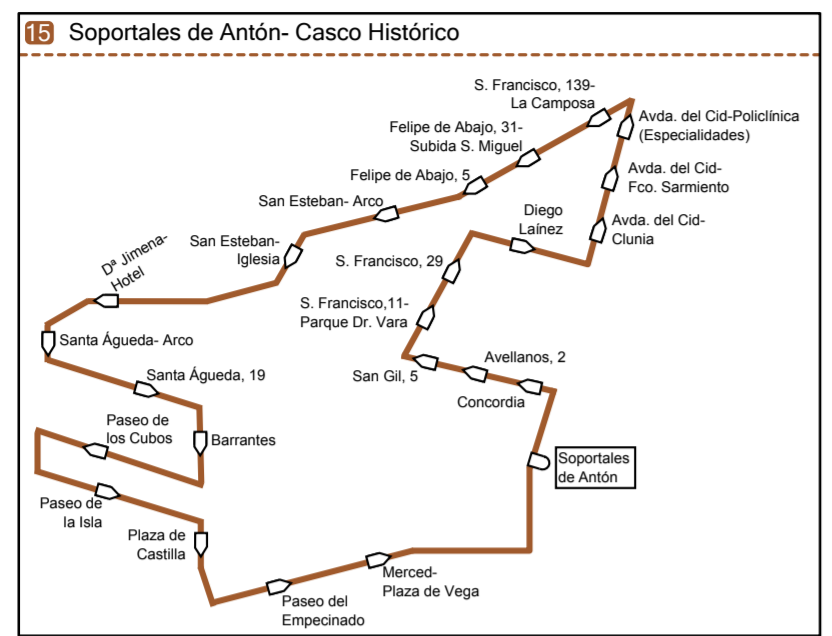 15 Soportales de Antón- Casco Histórico
S. Francisco, 139-
La Camposa
Avda. del Cid-Policlínica
(Especialidades)
Felipe de Abajo, 31-
Subida S. Miguel
Avda. del Cid-
Fco. Sarmiento
Felipe de Abajo, 5
San Esteban- Arco
Diego
Laínez
Avda. del Cid-
Clunia
San Esteban-
Iglesia
S. Francisco, 29
Dª Jimena-
Hotel
S. Francisco,11-
Parque Dr. Vara
Santa Águeda- Arco
Avellanos, 2
San Gil, 5
Santa Águeda, 19
Concordia
Paseo de
los Cubos
Barrantes
Soportales
de Antón
Paseo de
la Isla
Plaza de
Castilla
Merced-
Plaza de Vega
Paseo del
Empecinado